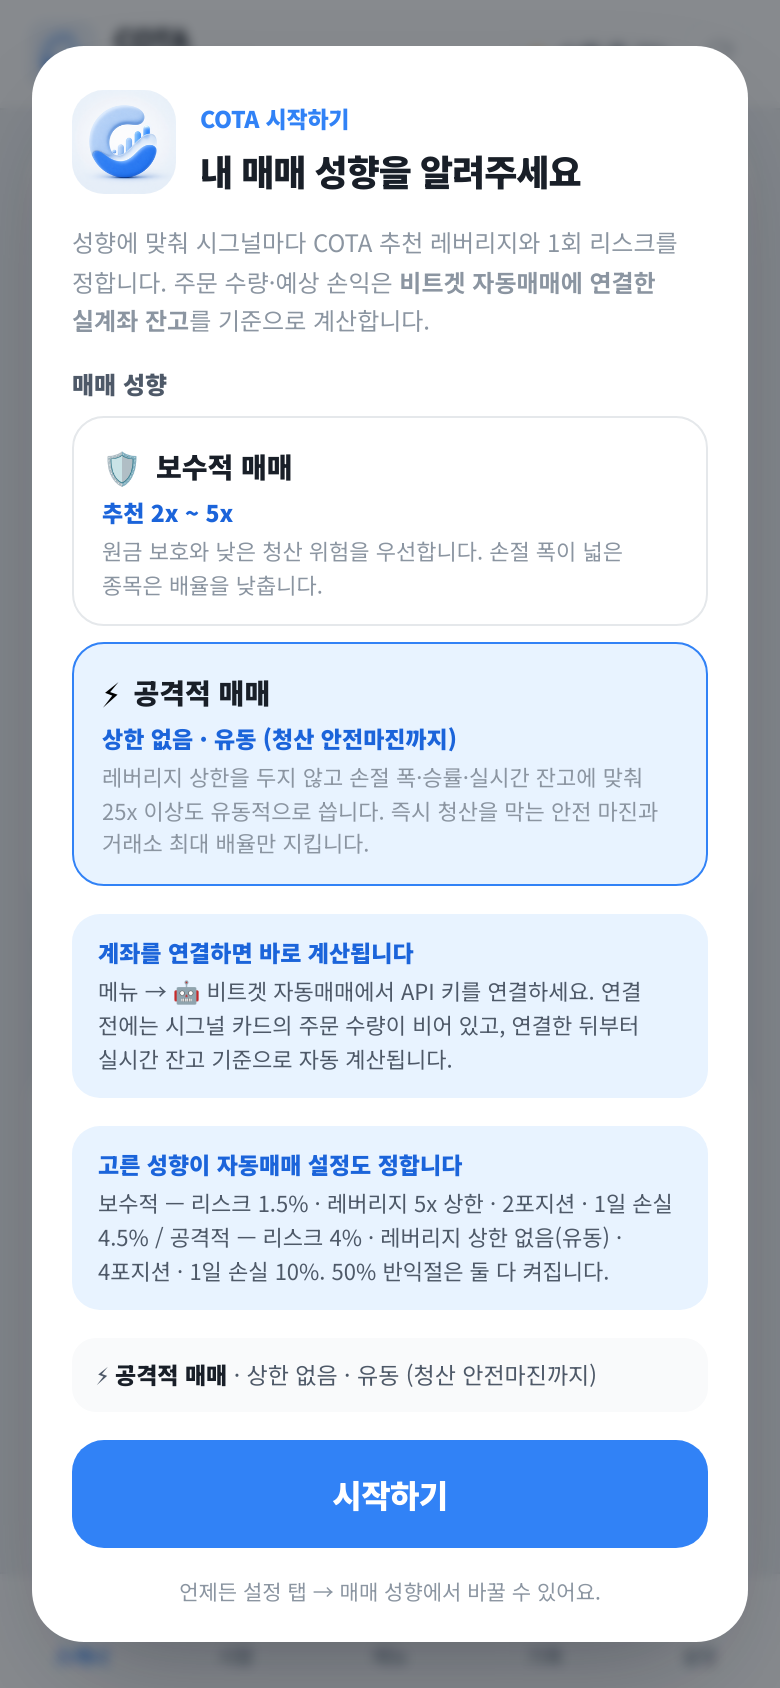 COTA 시작하기
내 매매 성향을 알려주세요
성향에 맞춰 시그널마다 COTA 추천 레버리지와 1회 리스크를
정합니다. 주문 수량·예상 손익은 비트겟 자동매매에 연결한
실계좌 잔고를 기준으로 계산합니다.
매매 성향
🛡️ 보수적 매매
추천 2x ~ 5x
원금 보호와 낮은 청산 위험을 우선합니다. 손절 폭이 넓은
종목은 배율을 낮춥니다.
⚡ 공격적 매매
상한 없음 · 유동 (청산 안전마진까지)
레버리지 상한을 두지 않고 손절 폭·승률·실시간 잔고에 맞춰
25x 이상도 유동적으로 씁니다. 즉시 청산을 막는 안전 마진과
거래소 최대 배율만 지킵니다.
계좌를 연결하면 바로 계산됩니다
메뉴 → 🤖 비트겟 자동매매에서 API 키를 연결하세요. 연결
전에는 시그널 카드의 주문 수량이 비어 있고, 연결한 뒤부터
실시간 잔고 기준으로 자동 계산됩니다.
고른 성향이 자동매매 설정도 정합니다
보수적 — 리스크 1.5% · 레버리지 5x 상한 · 2포지션 · 1일 손실
4.5% / 공격적 — 리스크 4% · 레버리지 상한 없음(유동) ·
4포지션 · 1일 손실 10%. 50% 반익절은 둘 다 켜집니다.
⚡ 공격적 매매 · 상한 없음 · 유동 (청산 안전마진까지)
시작하기
언제든 설정 탭 → 매매 성향에서 바꿀 수 있어요.